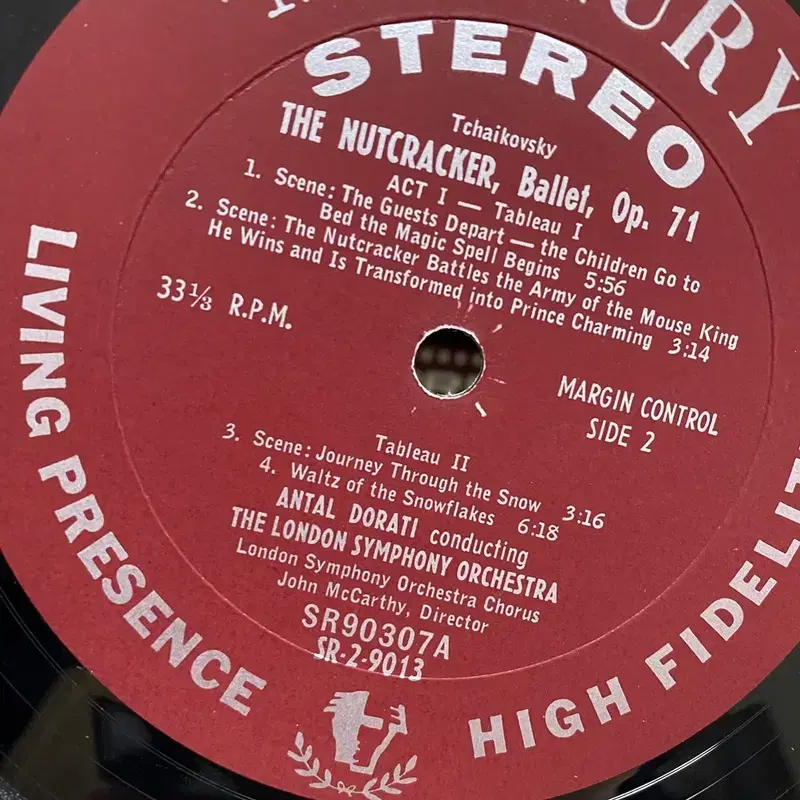 STEREO
Tchaikovsky
THE NUTCRACKER, Ballet, Op. 71
ACT I — Tableau I
1. Scene: The Guests Depart — the Children Go to
Bed the Magic Spell Begins 5:56
2. Scene: The Nutcracker Battles the Army of the Mouse King
He Wins and Is Transformed into Prince Charming 3:14
33⅓ R.P.M.
MARGIN CONTROL
SIDE 2
Tableau II
3. Scene: Journey Through the Snow 3:16
4. Waltz of the Snowflakes 6:18
ANTAL DORATI conducting
THE LONDON SYMPHONY ORCHESTRA
London Symphony Orchestra Chorus
John McCarthy, Director
SR90307A
SR-2-9013
LIVING PRESENCE
HIGH FIDELIT